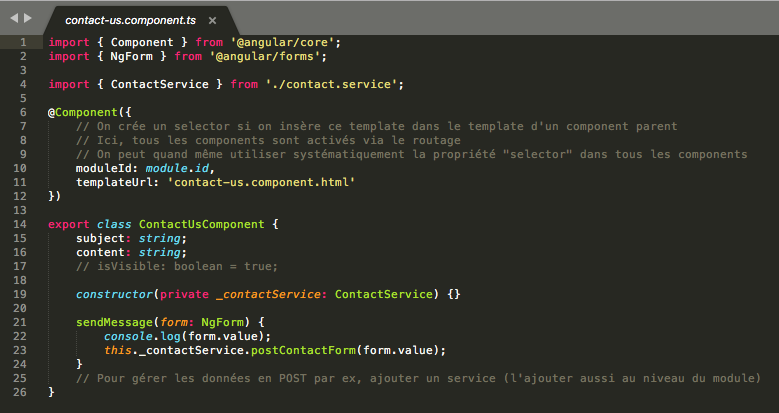 contact-us.component.ts ×
1 import { Component } from '@angular/core';
2 import { NgForm } from '@angular/forms';
3
4 import { ContactService } from './contact.service';
5
6 @Component({
7     // On crée un selector si on insère ce template dans le template d'un component parent
8     // Ici, tous les components sont activés via le routage
9     // On peut quand même utiliser systématiquement la propriété "selector" dans tous les components
10     moduleId: module.id,
11     templateUrl: 'contact-us.component.html'
12 })
13
14 export class ContactUsComponent {
15     subject: string;
16     content: string;
17     // isVisible: boolean = true;
18
19     constructor(private _contactService: ContactService) {}
20
21     sendMessage(form: NgForm) {
22         console.log(form.value);
23         this._contactService.postContactForm(form.value);
24     }
25     // Pour gérer les données en POST par ex, ajouter un service (l'ajouter aussi au niveau du module)
26 }